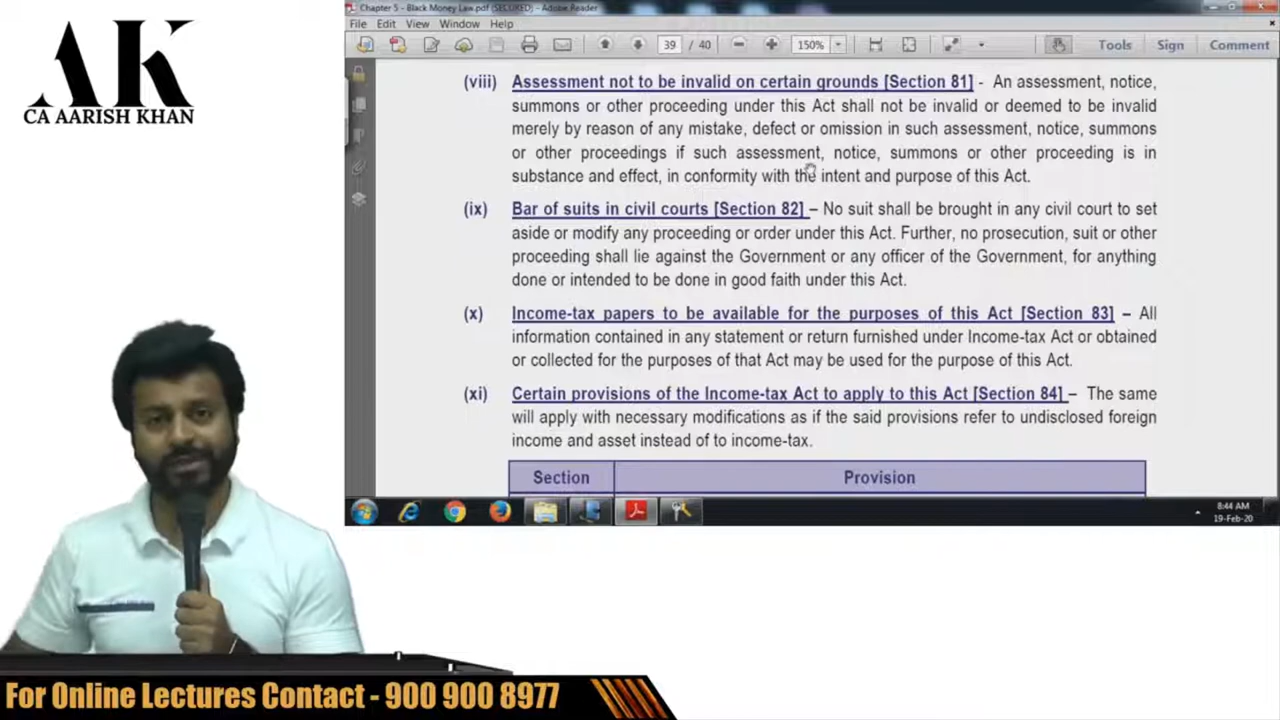 AK
CA AARISH KHAN
Chapter 5 - Black Money Law.pdf (SECURED) - Adobe Reader
File Edit View Window Help
39 / 40 150% Tools Sign Comment
(viii) Assessment not to be invalid on certain grounds [Section 81] - An assessment, notice,
summons or other proceeding under this Act shall not be invalid or deemed to be invalid
merely by reason of any mistake, defect or omission in such assessment, notice, summons
or other proceedings if such assessment, notice, summons or other proceeding is in
substance and effect, in conformity with the intent and purpose of this Act.
(ix) Bar of suits in civil courts [Section 82] – No suit shall be brought in any civil court to set
aside or modify any proceeding or order under this Act. Further, no prosecution, suit or other
proceeding shall lie against the Government or any officer of the Government, for anything
done or intended to be done in good faith under this Act.
(x) Income-tax papers to be available for the purposes of this Act [Section 83] – All
information contained in any statement or return furnished under Income-tax Act or obtained
or collected for the purposes of that Act may be used for the purpose of this Act.
(xi) Certain provisions of the Income-tax Act to apply to this Act [Section 84] – The same
will apply with necessary modifications as if the said provisions refer to undisclosed foreign
income and asset instead of to income-tax.
Section Provision
8:44 AM
19-Feb-20
For Online Lectures Contact - 900 900 8977